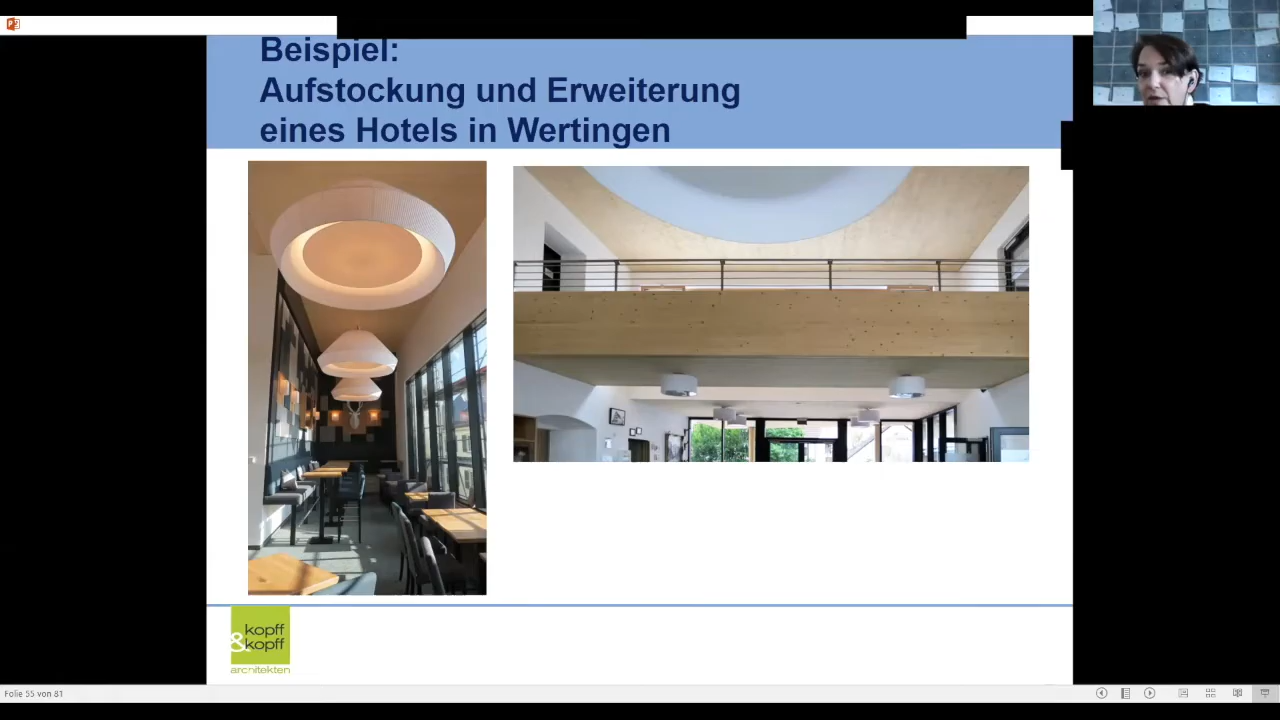 Beispiel:
Aufstockung und Erweiterung
eines Hotels in Wertingen
kopff
&kopff
architekten
Folie 55 von 81